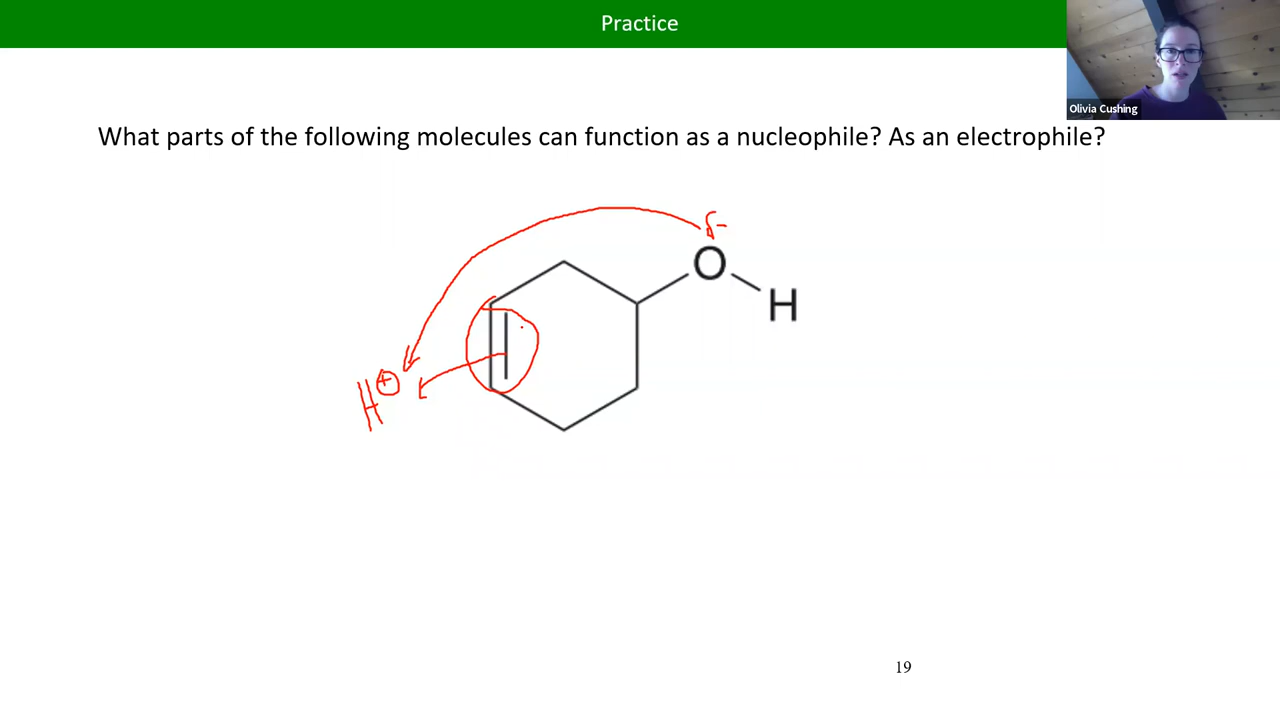 Practice
Olivia Cushing
What parts of the following molecules can function as a nucleophile? As an electrophile?
δ-
O
H
H⊕
19